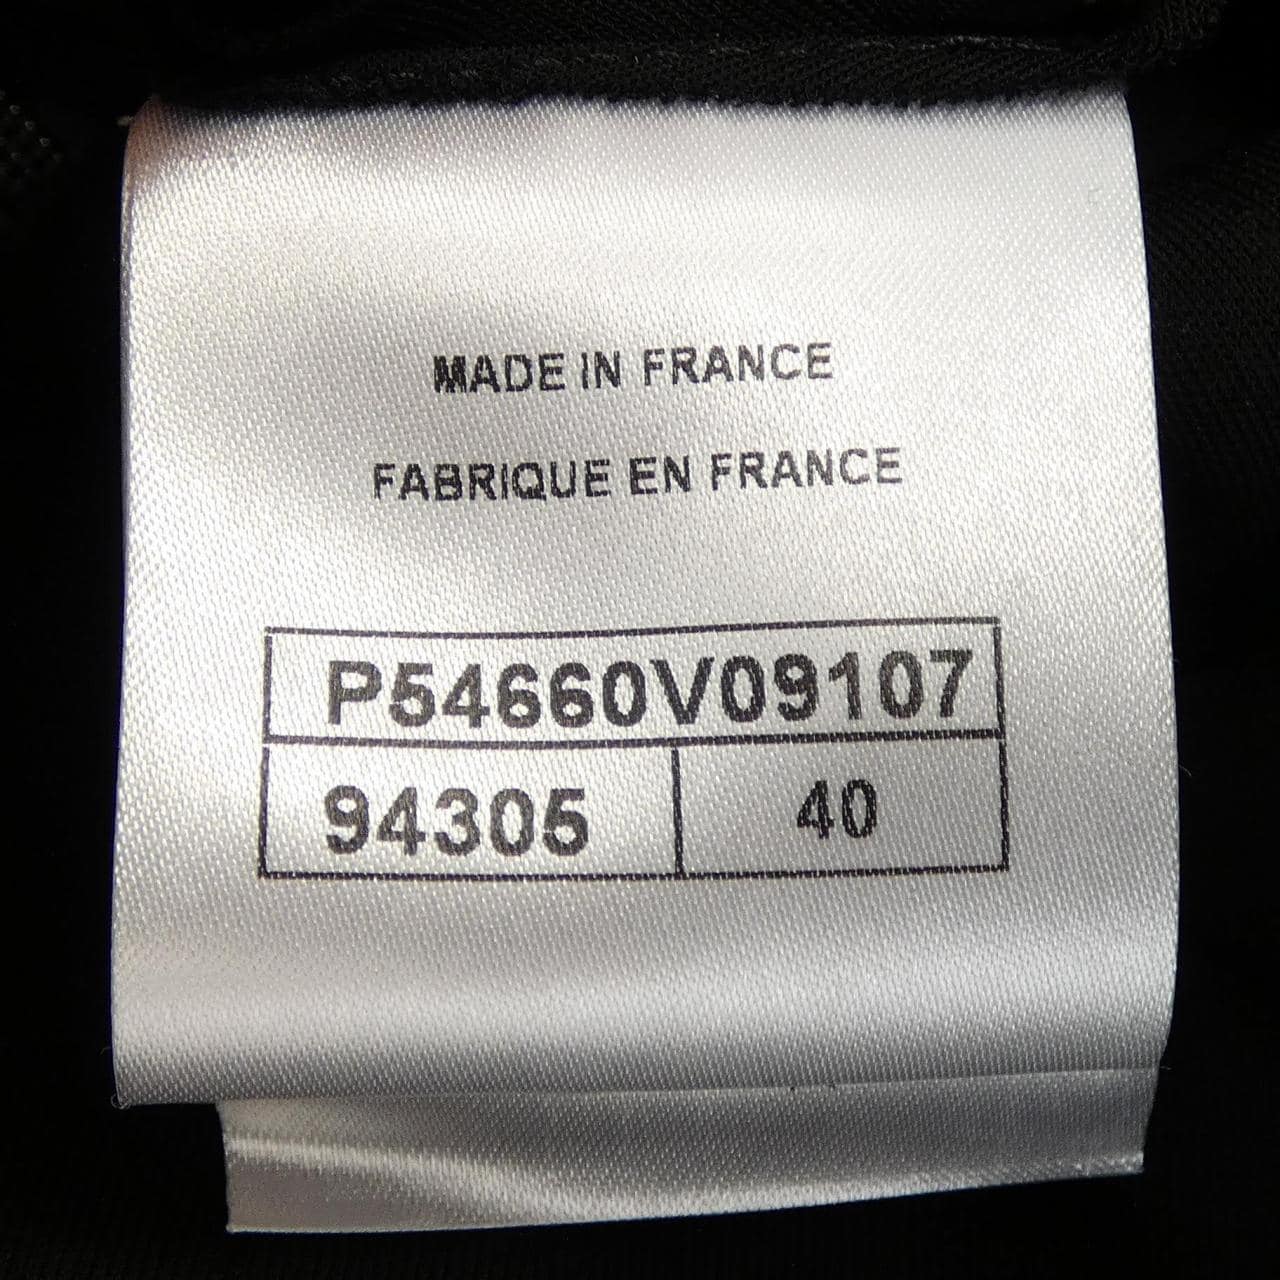 MADE IN FRANCE
FABRIQUE EN FRANCE
P54660V09107
94305 40